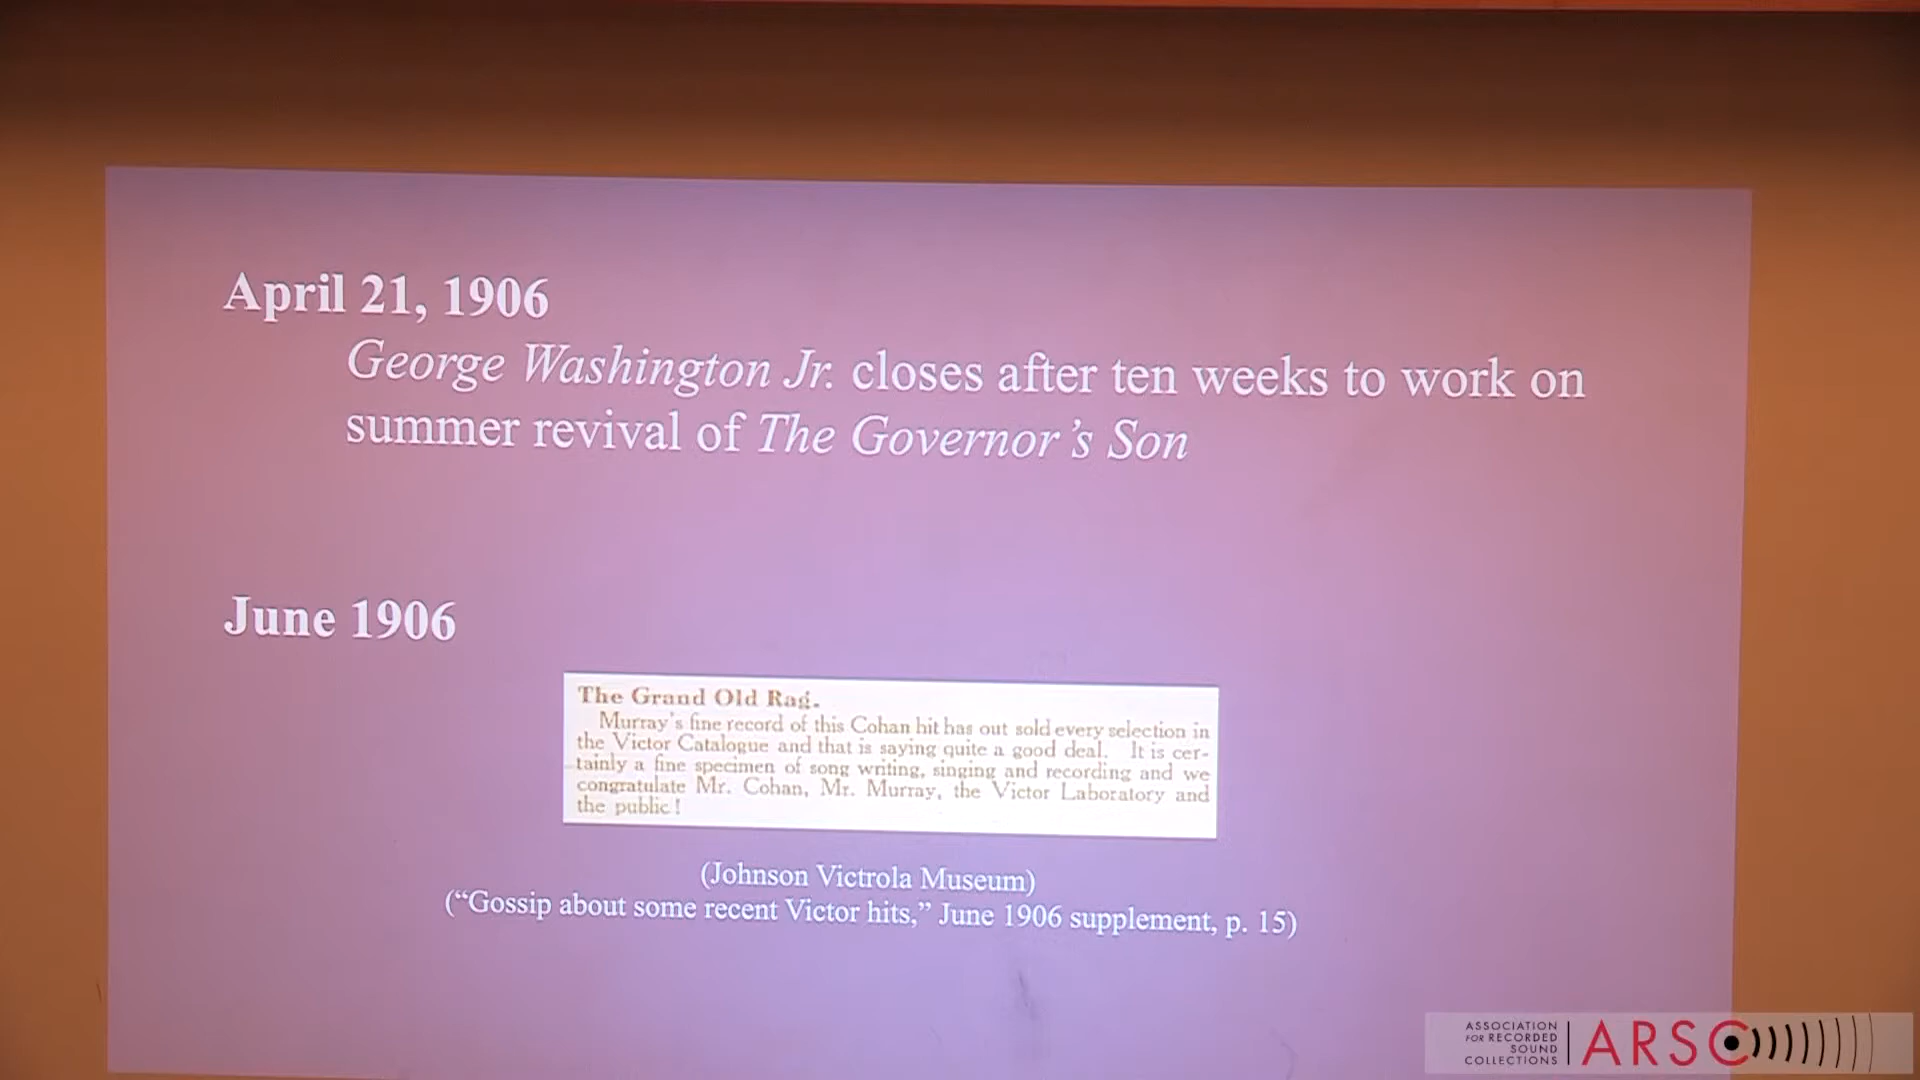 April 21, 1906
George Washington Jr. closes after ten weeks to work on
summer revival of The Governor's Son
June 1906
The Grand Old Rag.
Murray's fine record of this Cohan hit has out sold every selection in
the Victor Catalogue and that is saying quite a good deal. It is cer-
tainly a fine specimen of song writing, singing and recording and we
congratulate Mr. Cohan, Mr. Murray, the Victor Laboratory and
the public!
(Johnson Victrola Museum)
(“Gossip about some recent Victor hits,” June 1906 supplement, p. 15)
ASSOCIATION
FOR RECORDED
SOUND
COLLECTIONS
ARSC